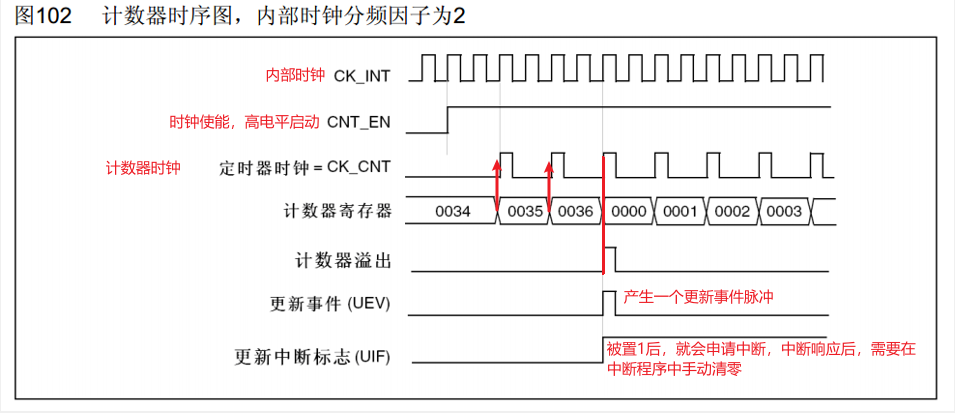 图102 计数器时序图，内部时钟分频因子为2
内部时钟 CK_INT
时钟使能，高电平启动 CNT_EN
计数器时钟 定时器时钟 = CK_CNT
计数器寄存器 0034 0035 0036 0000 0001 0002 0003
计数器溢出
更新事件 (UEV) 产生一个更新事件脉冲
更新中断标志 (UIF) 被置1后，就会申请中断，中断响应后，需要在
中断程序中手动清零